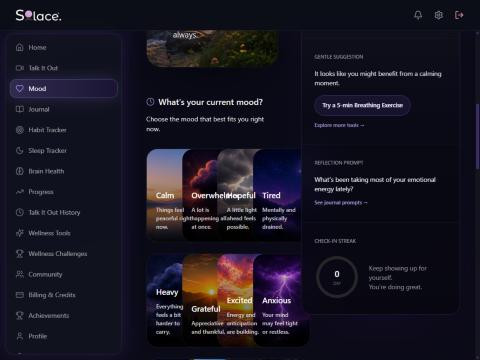 Solace.
Home
Talk It Out
Mood
Journal
Habit Tracker
Sleep Tracker
Brain Health
Progress
Talk It Out History
Wellness Tools
Wellness Challenges
Community
Billing & Credits
Achievements
Profile
always.
What's your current mood?
Choose the mood that best fits you right
now.
Calm
Things feel
peaceful right
Overwhelm
A lot is
happening
at once.
Hopeful
A little light
ahead feels
possible.
Tired
Mentally and
physically
drained.
Heavy
Everything
feels a bit
harder to
carry.
Grateful
Appreciative
and thankful.
Excited
Energy and
anticipation
are building.
Anxious
Your mind
may feel tight
or restless.
GENTLE SUGGESTION
It looks like you might benefit from a calming
moment.
Try a 5-min Breathing Exercise
Explore more tools →
REFLECTION PROMPT
What's been taking most of your emotional
energy lately?
See journal prompts →
CHECK-IN STREAK
0
DAY
Keep showing up for
yourself.
You're doing great.